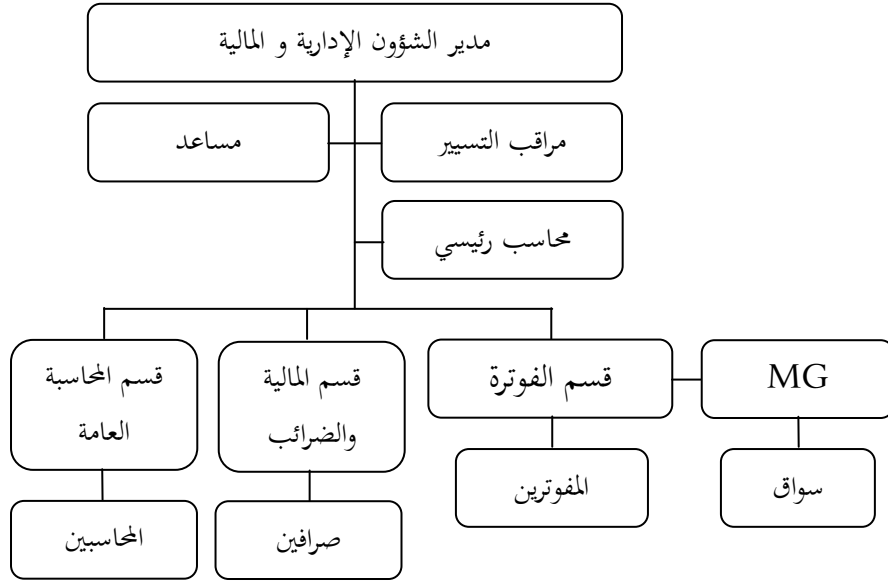 مدير الشؤون الإدارية و المالية
مراقب التسيير
مساعد
محاسب رئيسي
MG
قسم الفوترة
قسم المالية
والضرائب
قسم المحاسبة
العامة
سواق
المفوترين
صرافين
المحاسبين